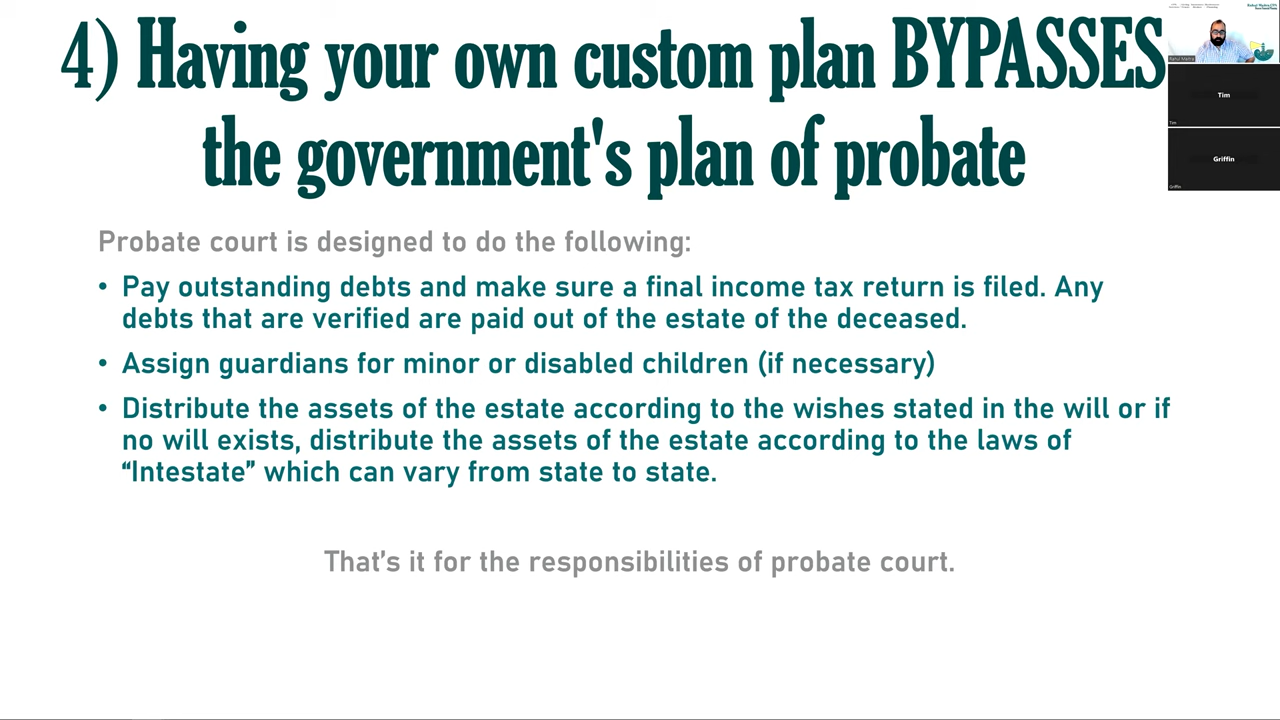 4) Having your own custom plan BYPASSES
the government's plan of probate
Probate court is designed to do the following:
• Pay outstanding debts and make sure a final income tax return is filed. Any
debts that are verified are paid out of the estate of the deceased.
• Assign guardians for minor or disabled children (if necessary)
• Distribute the assets of the estate according to the wishes stated in the will or if
no will exists, distribute the assets of the estate according to the laws of
“Intestate” which can vary from state to state.
That’s it for the responsibilities of probate court.
Tim
Tim
Griffin
Griffin